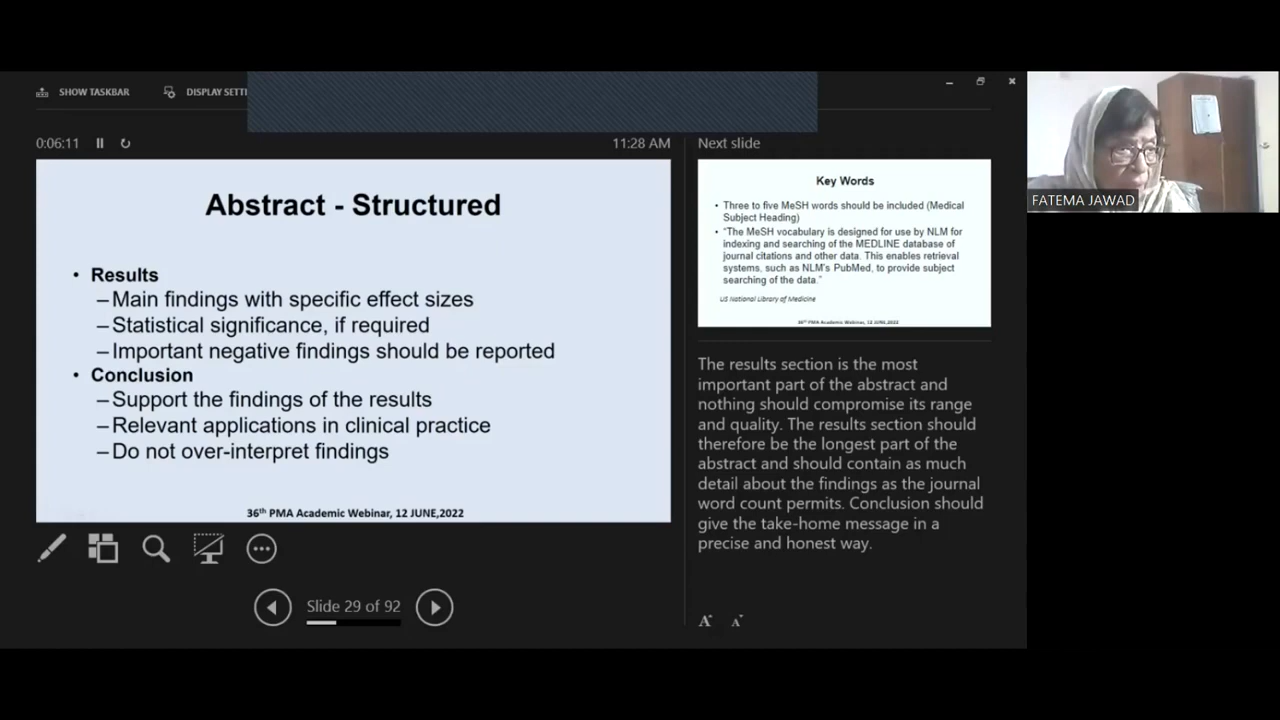 SHOW TASKBAR
DISPLAY SETTI
0:06:11
11:28 AM
Abstract - Structured
• Results
–Main findings with specific effect sizes
–Statistical significance, if required
–Important negative findings should be reported
• Conclusion
–Support the findings of the results
–Relevant applications in clinical practice
–Do not over-interpret findings
36th PMA Academic Webinar, 12 JUNE,2022
Slide 29 of 92
Next slide
Key Words
• Three to five MeSH words should be included (Medical
Subject Heading)
• “The MeSH vocabulary is designed for use by NLM for
indexing and searching of the MEDLINE database of
journal citations and other data. This enables retrieval
systems, such as NLM's PubMed, to provide subject
searching of the data.”
US National Library of Medicine
36th PMA Academic Webinar, 12 JUNE,2022
The results section is the most
important part of the abstract and
nothing should compromise its range
and quality. The results section should
therefore be the longest part of the
abstract and should contain as much
detail about the findings as the journal
word count permits. Conclusion should
give the take-home message in a
precise and honest way.
A A
FATEMA JAWAD